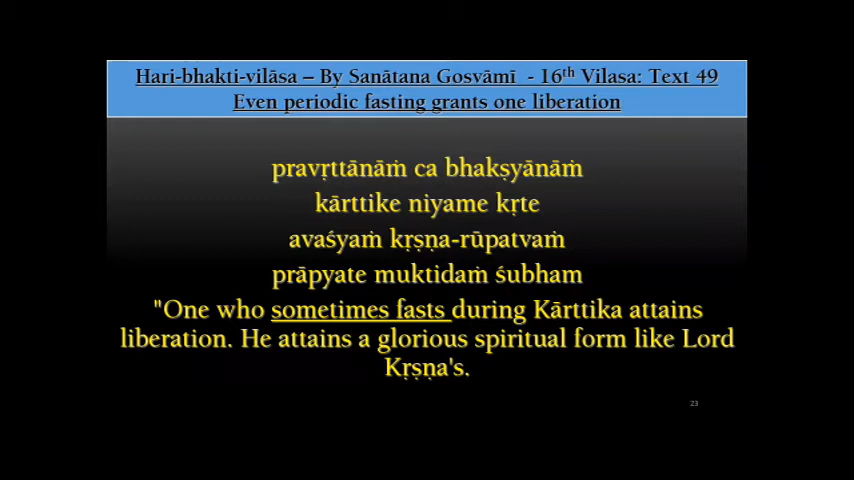 Hari-bhakti-vilāsa – By Sanātana Gosvāmī - 16th Vilasa: Text 49
Even periodic fasting grants one liberation
pravṛttānāṁ ca bhakṣyānāṁ
kārttike niyame kṛte
avaśyaṁ kṛṣṇa-rūpatvaṁ
prāpyate muktidaṁ śubham
"One who sometimes fasts during Kārttika attains
liberation. He attains a glorious spiritual form like Lord
Kṛṣṇa's.
23